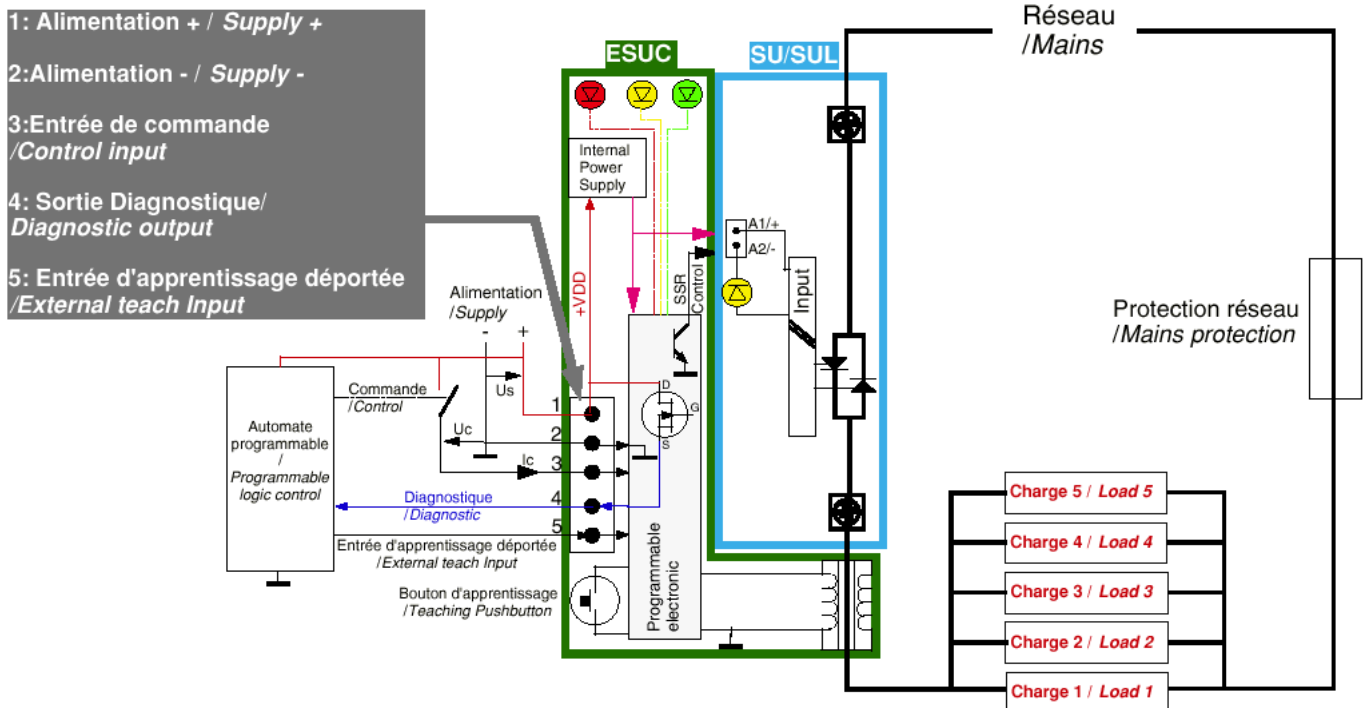 1: Alimentation + / Supply +
2:Alimentation - / Supply -
3:Entrée de commande
/Control input
4: Sortie Diagnostique/
Diagnostic output
5: Entrée d'apprentissage déportée
/External teach Input
ESUC
SU/SUL
Réseau
/Mains
Internal
Power
Supply
A1/+
A2/-
+VDD
SSR
Control
Input
Alimentation
/Supply
- +
Us
Protection réseau
/Mains protection
Commande
/Control
Automate
programmable
/
Programmable
logic control
Uc
Ic
1
2
3
4
5
D
G
S
Diagnostique
/Diagnostic
Entrée d'apprentissage déportée
/External teach Input
Bouton d'apprentissage
/Teaching Pushbutton
Programmable
electronic
Charge 5 / Load 5
Charge 4 / Load 4
Charge 3 / Load 3
Charge 2 / Load 2
Charge 1 / Load 1